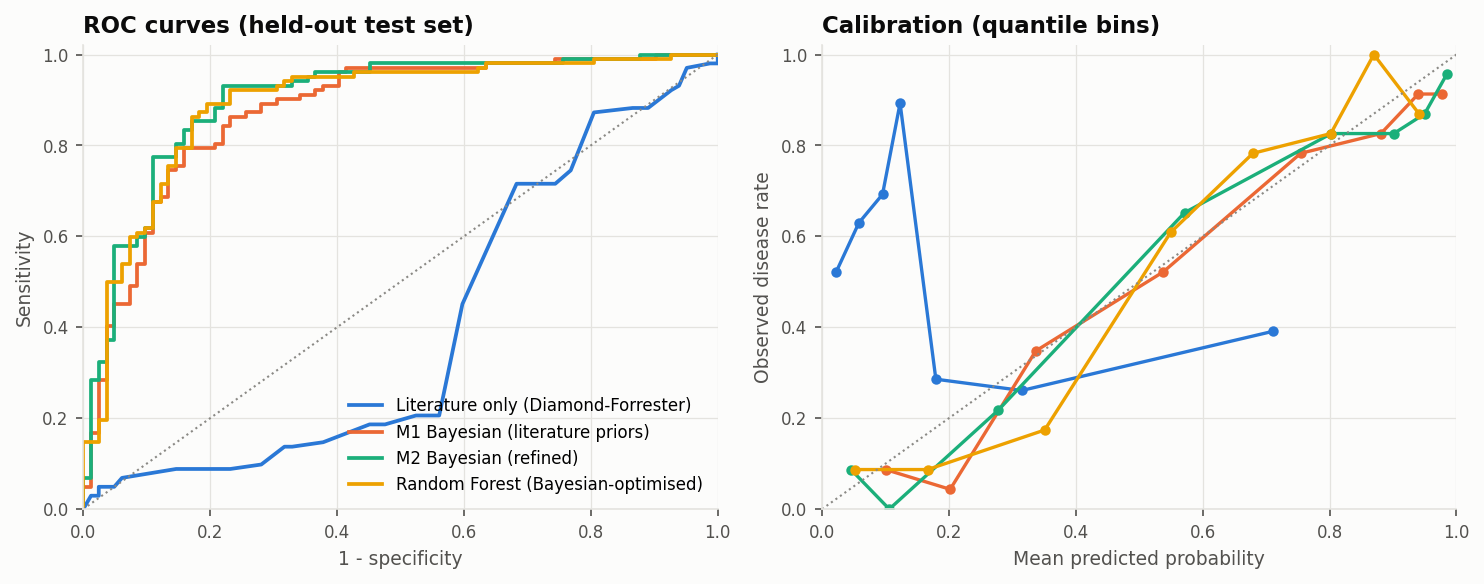 ROC curves (held-out test set)
1.0
0.8
0.6
0.4
0.2
0.0
Sensitivity
Literature only (Diamond-Forrester)
M1 Bayesian (literature priors)
M2 Bayesian (refined)
Random Forest (Bayesian-optimised)
0.0 0.2 0.4 0.6 0.8 1.0
1 - specificity
Calibration (quantile bins)
1.0
0.8
0.6
0.4
0.2
0.0
Observed disease rate
0.0 0.2 0.4 0.6 0.8 1.0
Mean predicted probability